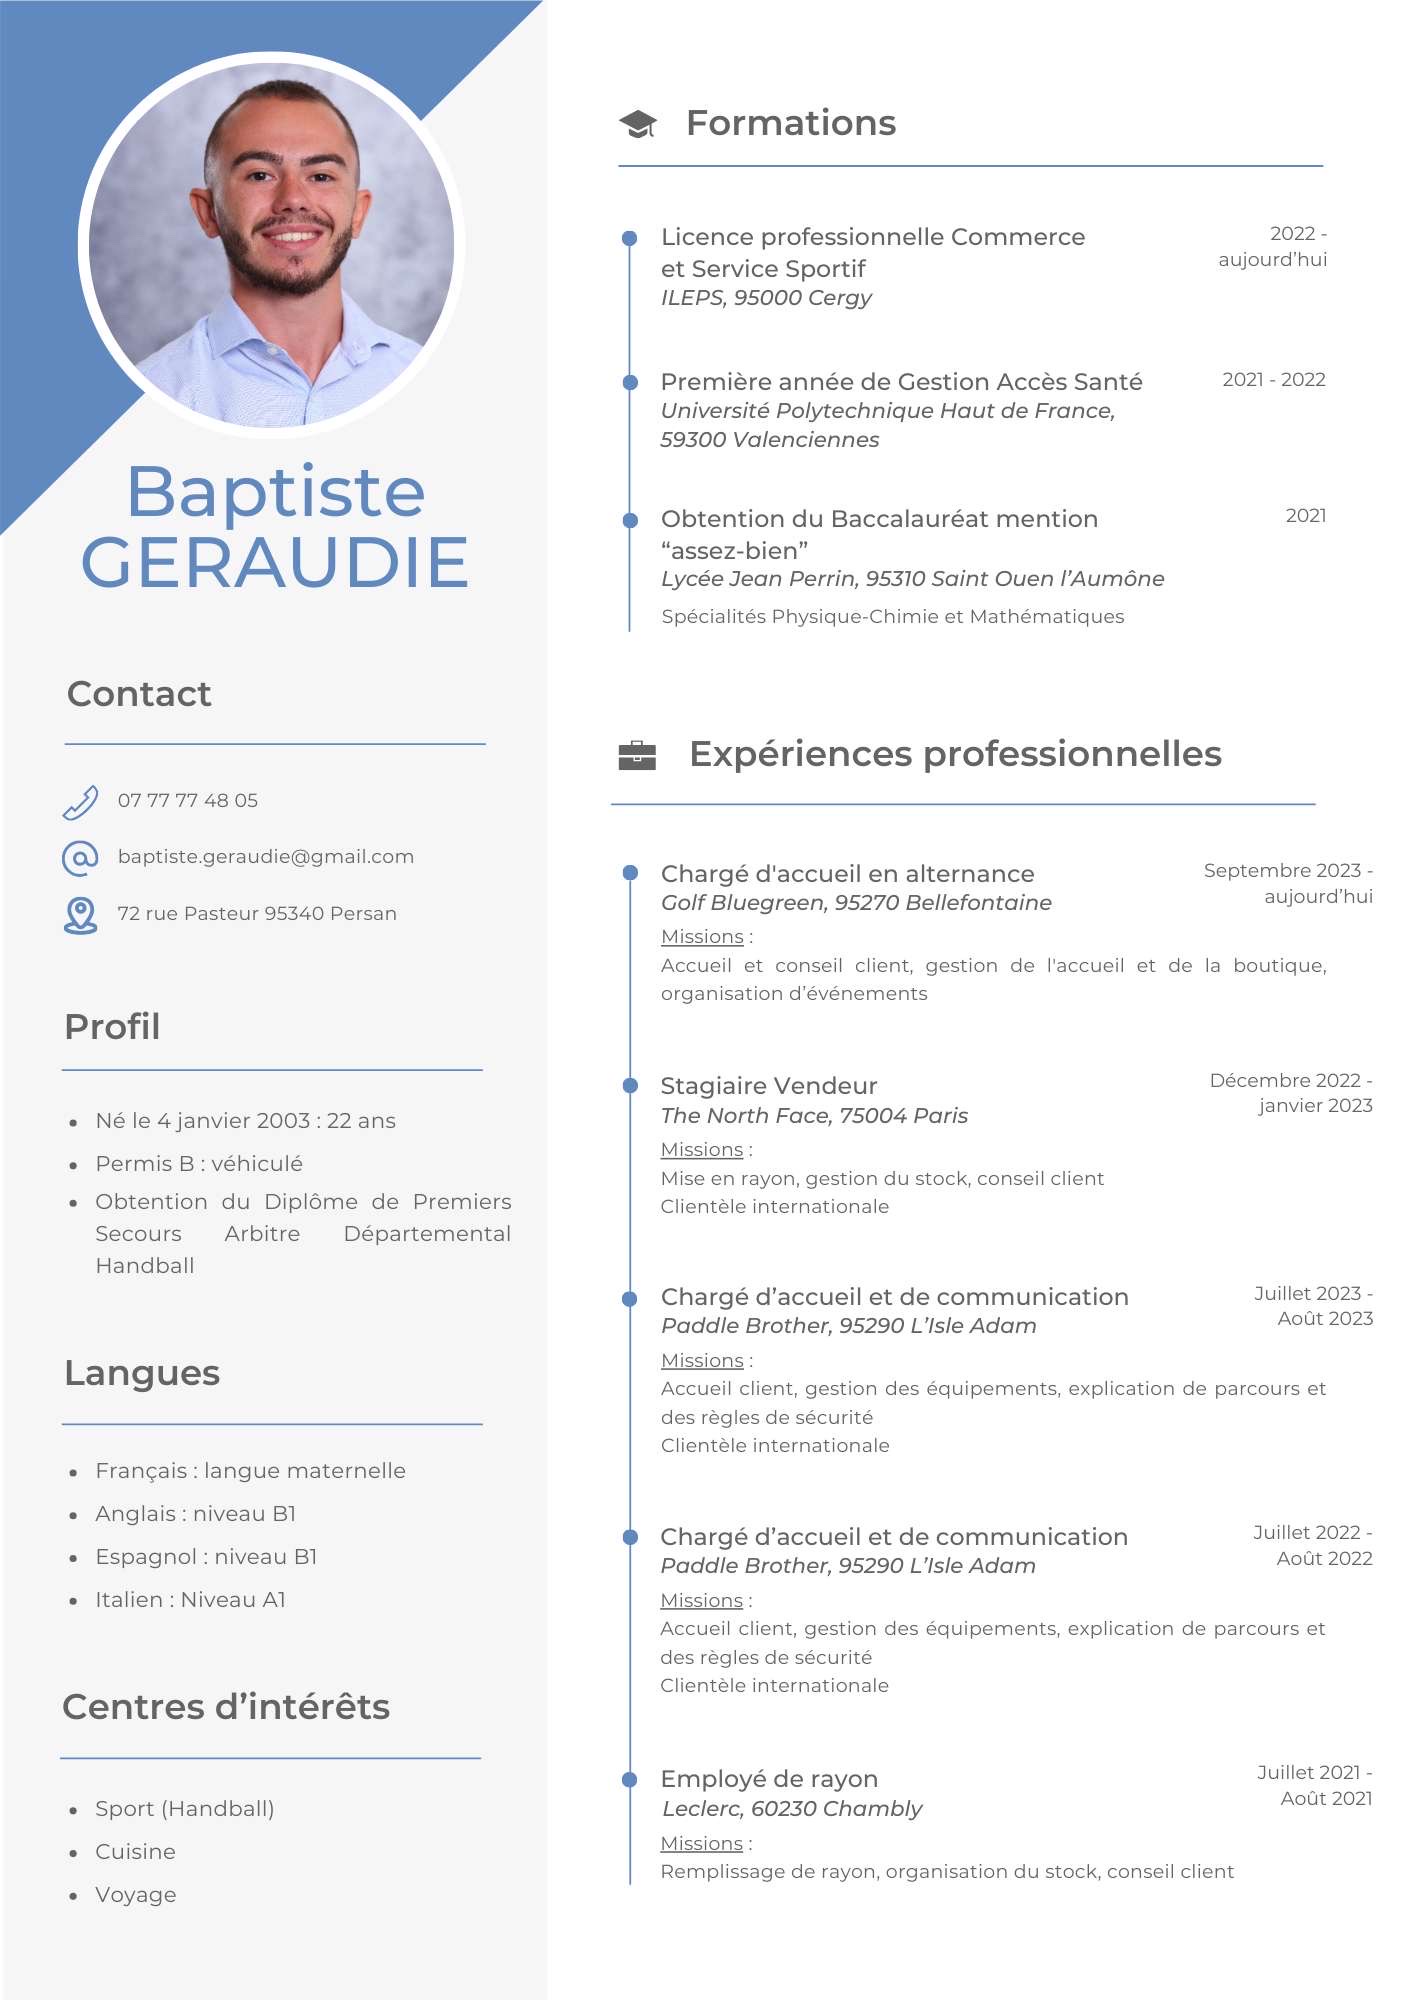 Baptiste
GERAUDIE
Contact
07 77 77 48 05
baptiste.geraudie@gmail.com
72 rue Pasteur 95340 Persan
Profil
Né le 4 janvier 2003 : 22 ans
Permis B : véhiculé
Obtention du Diplôme de Premiers
Secours Arbitre Départemental
Handball
Langues
Français : langue maternelle
Anglais : niveau B1
Espagnol : niveau B1
Italien : Niveau A1
Centres d’intérêts
Sport (Handball)
Cuisine
Voyage
Formations
Licence professionnelle Commerce
et Service Sportif
ILEPS, 95000 Cergy
2022 -
aujourd’hui
Première année de Gestion Accès Santé
Université Polytechnique Haut de France,
59300 Valenciennes
2021 - 2022
Obtention du Baccalauréat mention
“assez-bien”
Lycée Jean Perrin, 95310 Saint Ouen l’Aumône
Spécialités Physique-Chimie et Mathématiques
2021
Expériences professionnelles
Chargé d'accueil en alternance
Golf Bluegreen, 95270 Bellefontaine
Septembre 2023 -
aujourd’hui
Missions :
Accueil et conseil client, gestion de l'accueil et de la boutique,
organisation d’événements
Stagiaire Vendeur
The North Face, 75004 Paris
Décembre 2022 -
janvier 2023
Missions :
Mise en rayon, gestion du stock, conseil client
Clientèle internationale
Chargé d’accueil et de communication
Paddle Brother, 95290 L’Isle Adam
Juillet 2023 -
Août 2023
Missions :
Accueil client, gestion des équipements, explication de parcours et
des règles de sécurité
Clientèle internationale
Chargé d’accueil et de communication
Paddle Brother, 95290 L’Isle Adam
Juillet 2022 -
Août 2022
Missions :
Accueil client, gestion des équipements, explication de parcours et
des règles de sécurité
Clientèle internationale
Employé de rayon
Leclerc, 60230 Chambly
Juillet 2021 -
Août 2021
Missions :
Remplissage de rayon, organisation du stock, conseil client